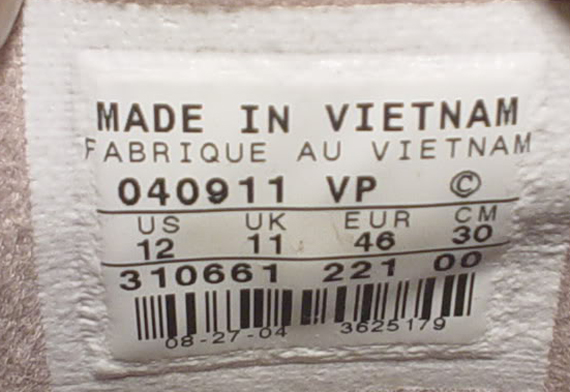 MADE IN VIETNAM
FABRIQUE AU VIETNAM
040911 VP ©
US UK EUR CM
12 11 46 30
310661 221 00
08-27-04 3625179